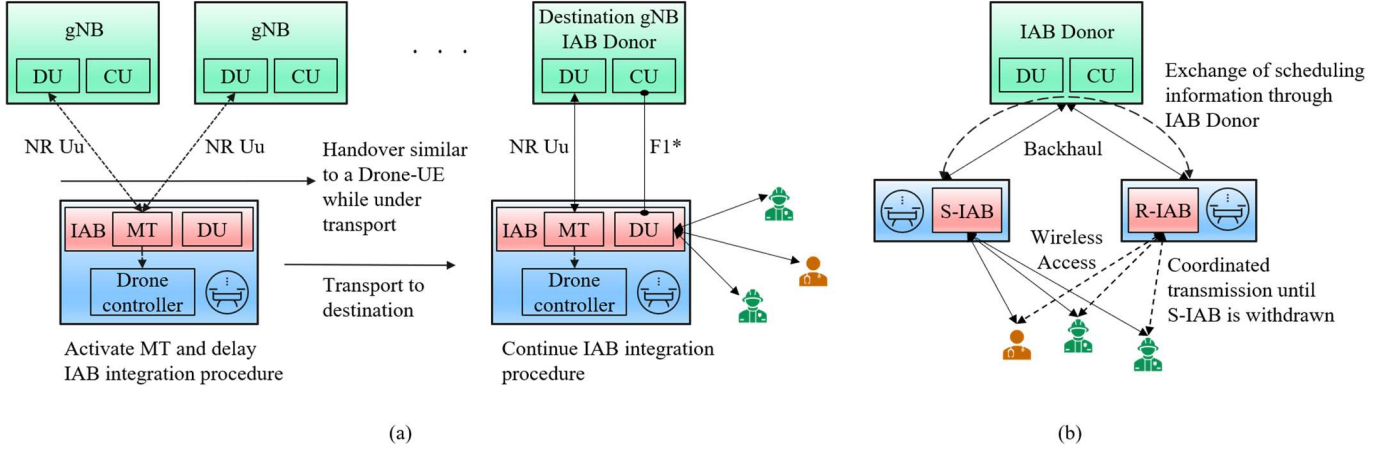 gNB
DU
CU
gNB
DU
CU
. . .
Destination gNB
IAB Donor
DU
CU
NR Uu
NR Uu
Handover similar
to a Drone-UE
while under
transport
NR Uu
F1*
IAB
MT
DU
Drone
controller
Transport to
destination
IAB
MT
DU
Drone
controller
Activate MT and delay
IAB integration procedure
Continue IAB integration
procedure
(a)
IAB Donor
DU
CU
Exchange of scheduling
information through
IAB Donor
Backhaul
S-IAB
R-IAB
Wireless
Access
Coordinated
transmission until
S-IAB is withdrawn
(b)